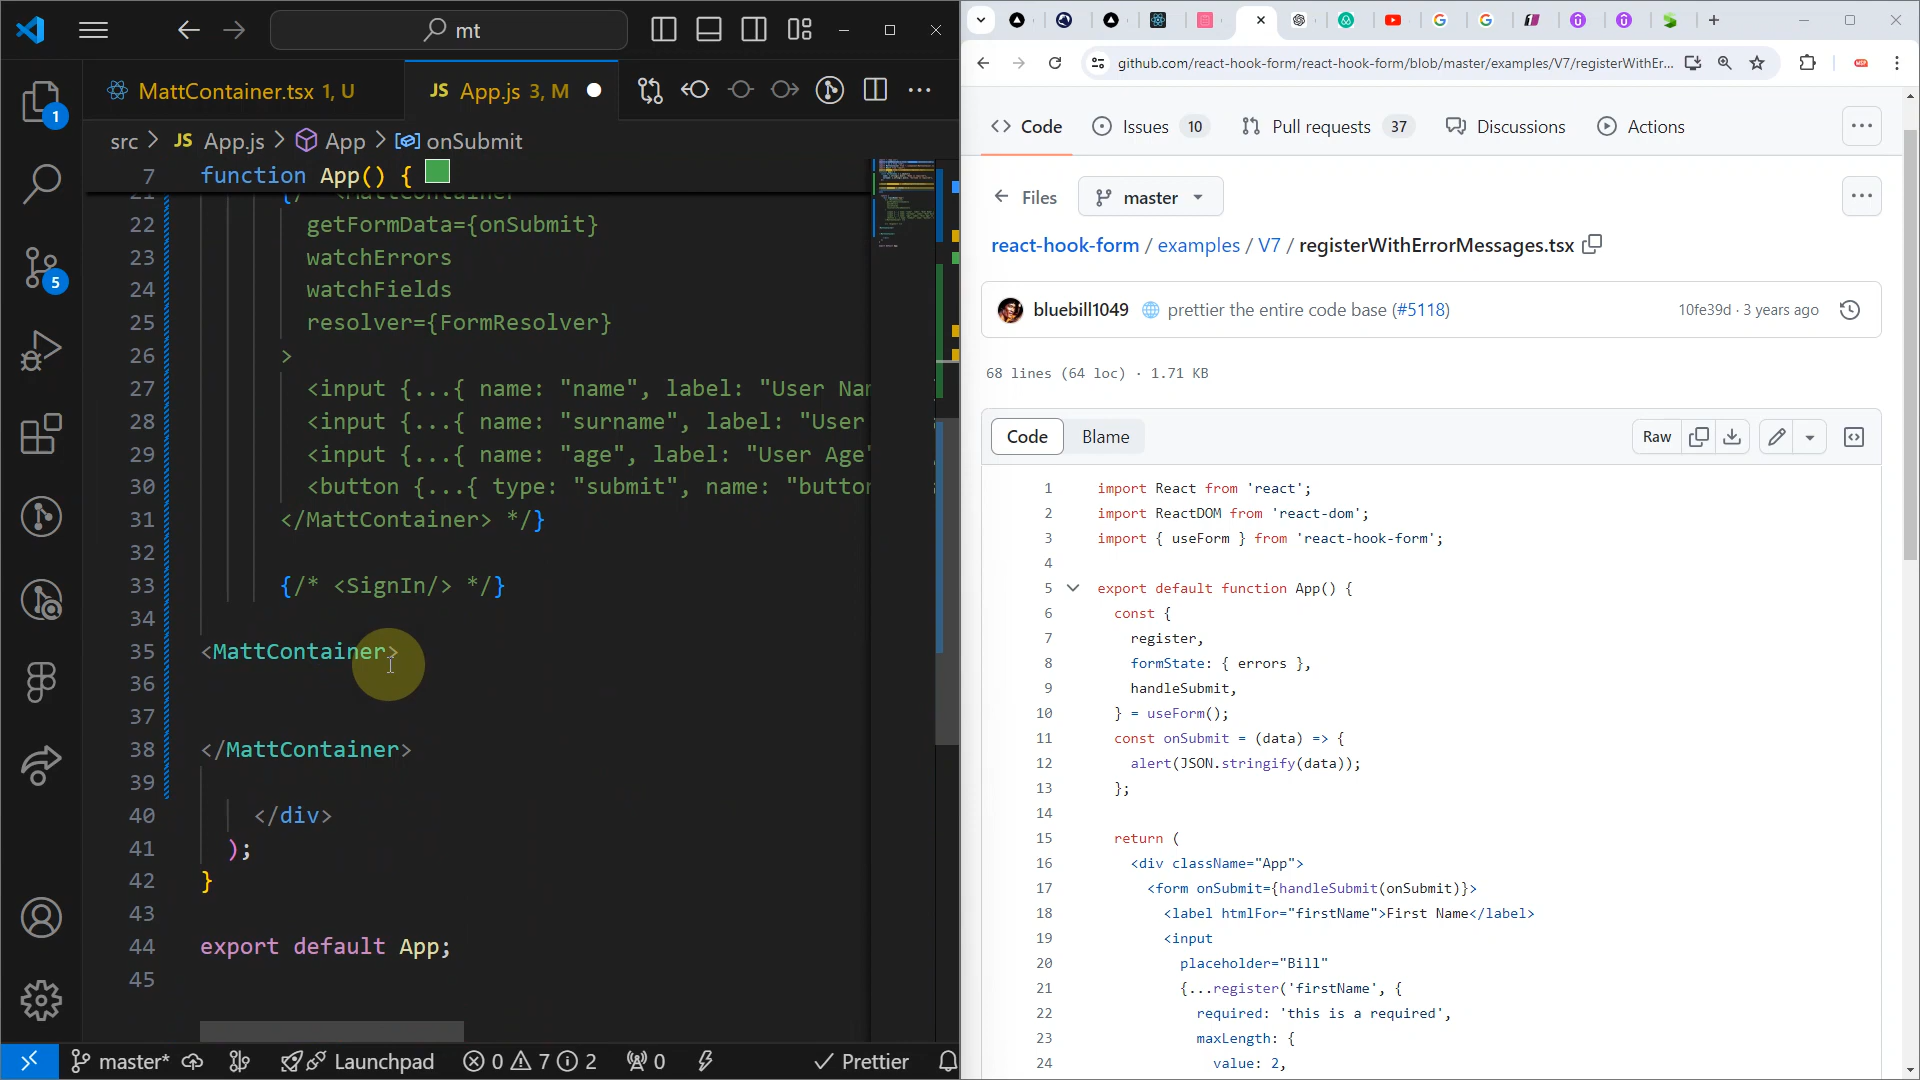 mt
MattContainer.tsx 1, U
JS App.js 3, M
src > JS App.js > App > onSubmit
7 function App() {
22 getFormData={onSubmit}
23 watchErrors
24 watchFields
25 resolver={FormResolver}
26 >
27 <input {...{ name: "name", label: "User Nam
28 <input {...{ name: "surname", label: "User
29 <input {...{ name: "age", label: "User Age"
30 <button {...{ type: "submit", name: "button
31 </MattContainer> */}
32
33 {/* <SignIn/> */}
34
35 <MattContainer>
36
37
38 </MattContainer>
39
40 </div>
41 );
42 }
43
44 export default App;
45
1
5
master* Launchpad 0 7 2 0 Prettier
github.com/react-hook-form/react-hook-form/blob/master/examples/V7/registerWithEr...
Code Issues 10 Pull requests 37 Discussions Actions
Files master
react-hook-form / examples / V7 / registerWithErrorMessages.tsx
bluebill1049 prettier the entire code base (#5118) 10fe39d · 3 years ago
68 lines (64 loc) · 1.71 KB
Code Blame Raw
1 import React from 'react';
2 import ReactDOM from 'react-dom';
3 import { useForm } from 'react-hook-form';
4
5 export default function App() {
6 const {
7 register,
8 formState: { errors },
9 handleSubmit,
10 } = useForm();
11 const onSubmit = (data) => {
12 alert(JSON.stringify(data));
13 };
14
15 return (
16 <div className="App">
17 <form onSubmit={handleSubmit(onSubmit)}>
18 <label htmlFor="firstName">First Name</label>
19 <input
20 placeholder="Bill"
21 {...register('firstName', {
22 required: 'this is a required',
23 maxLength: {
24 value: 2,